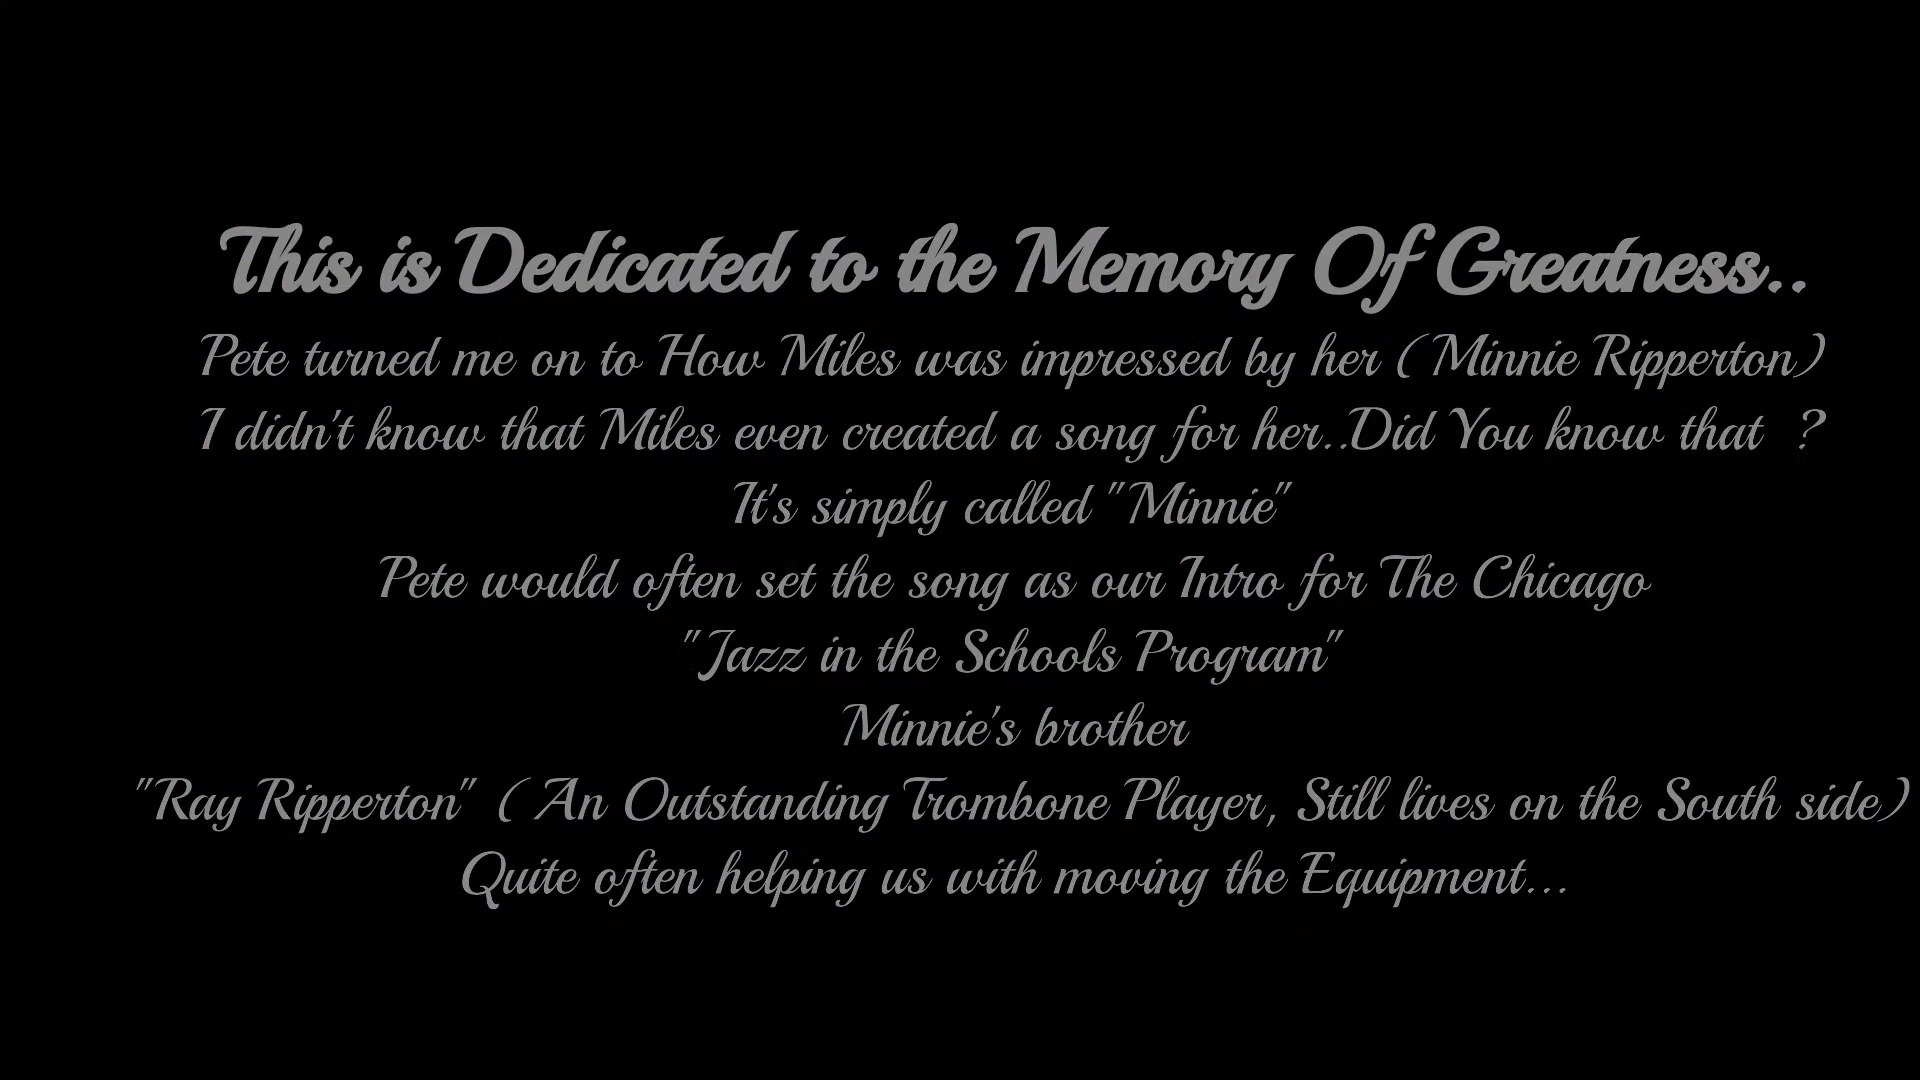 This is Dedicated to the Memory Of Greatness..
Pete turned me on to How Miles was impressed by her ( Minnie Ripperton)
I didn't know that Miles even created a song for her..Did You know that ?
It's simply called "Minnie"
Pete would often set the song as our Intro for The Chicago
"Jazz in the Schools Program"
Minnie's brother
"Ray Ripperton" ( An Outstanding Trombone Player, Still lives on the South side)
Quite often helping us with moving the Equipment...